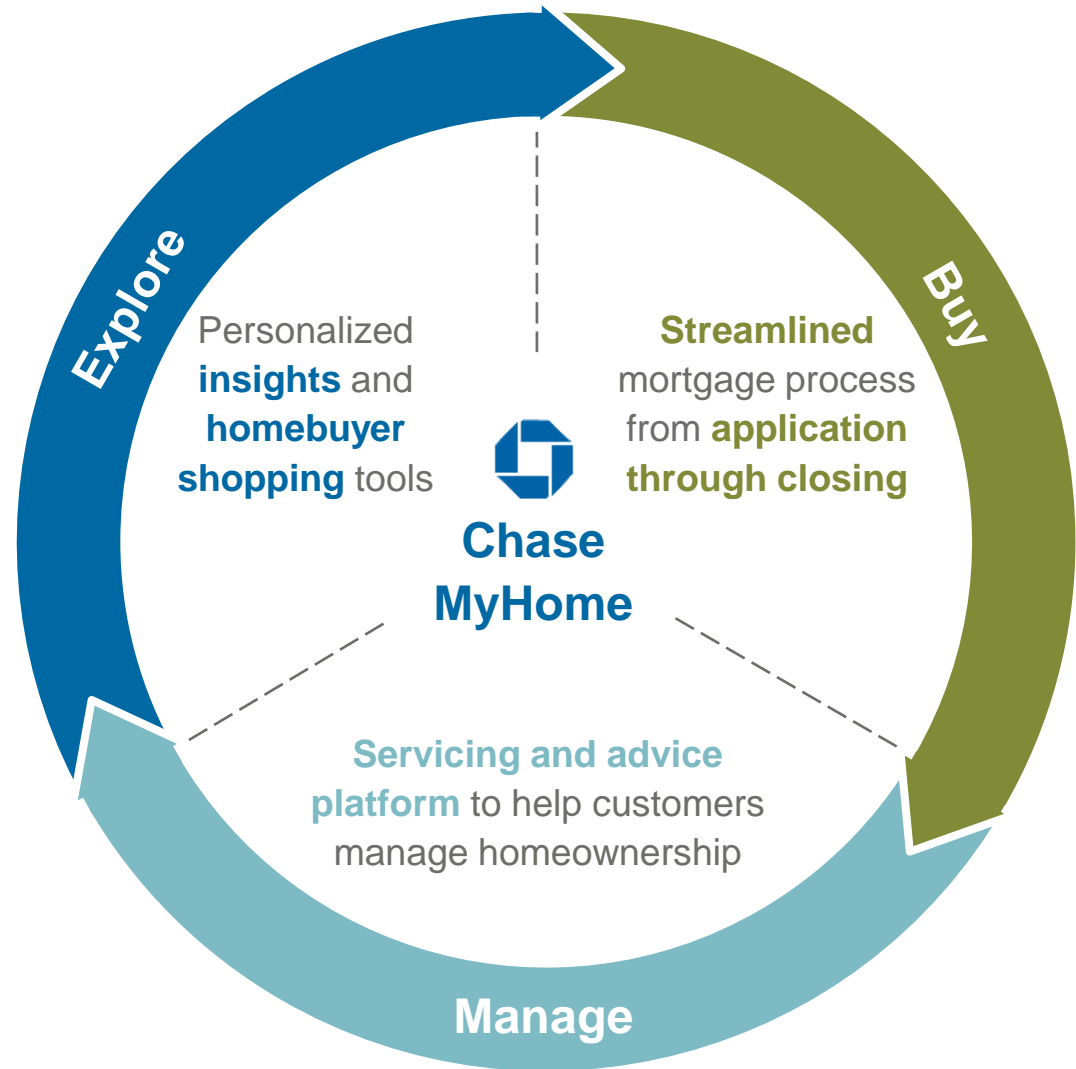 Explore
Personalized
insights and
homebuyer
shopping tools
Buy
Streamlined
mortgage process
from application
through closing
Chase
MyHome
Servicing and advice
platform to help customers
manage homeownership
Manage